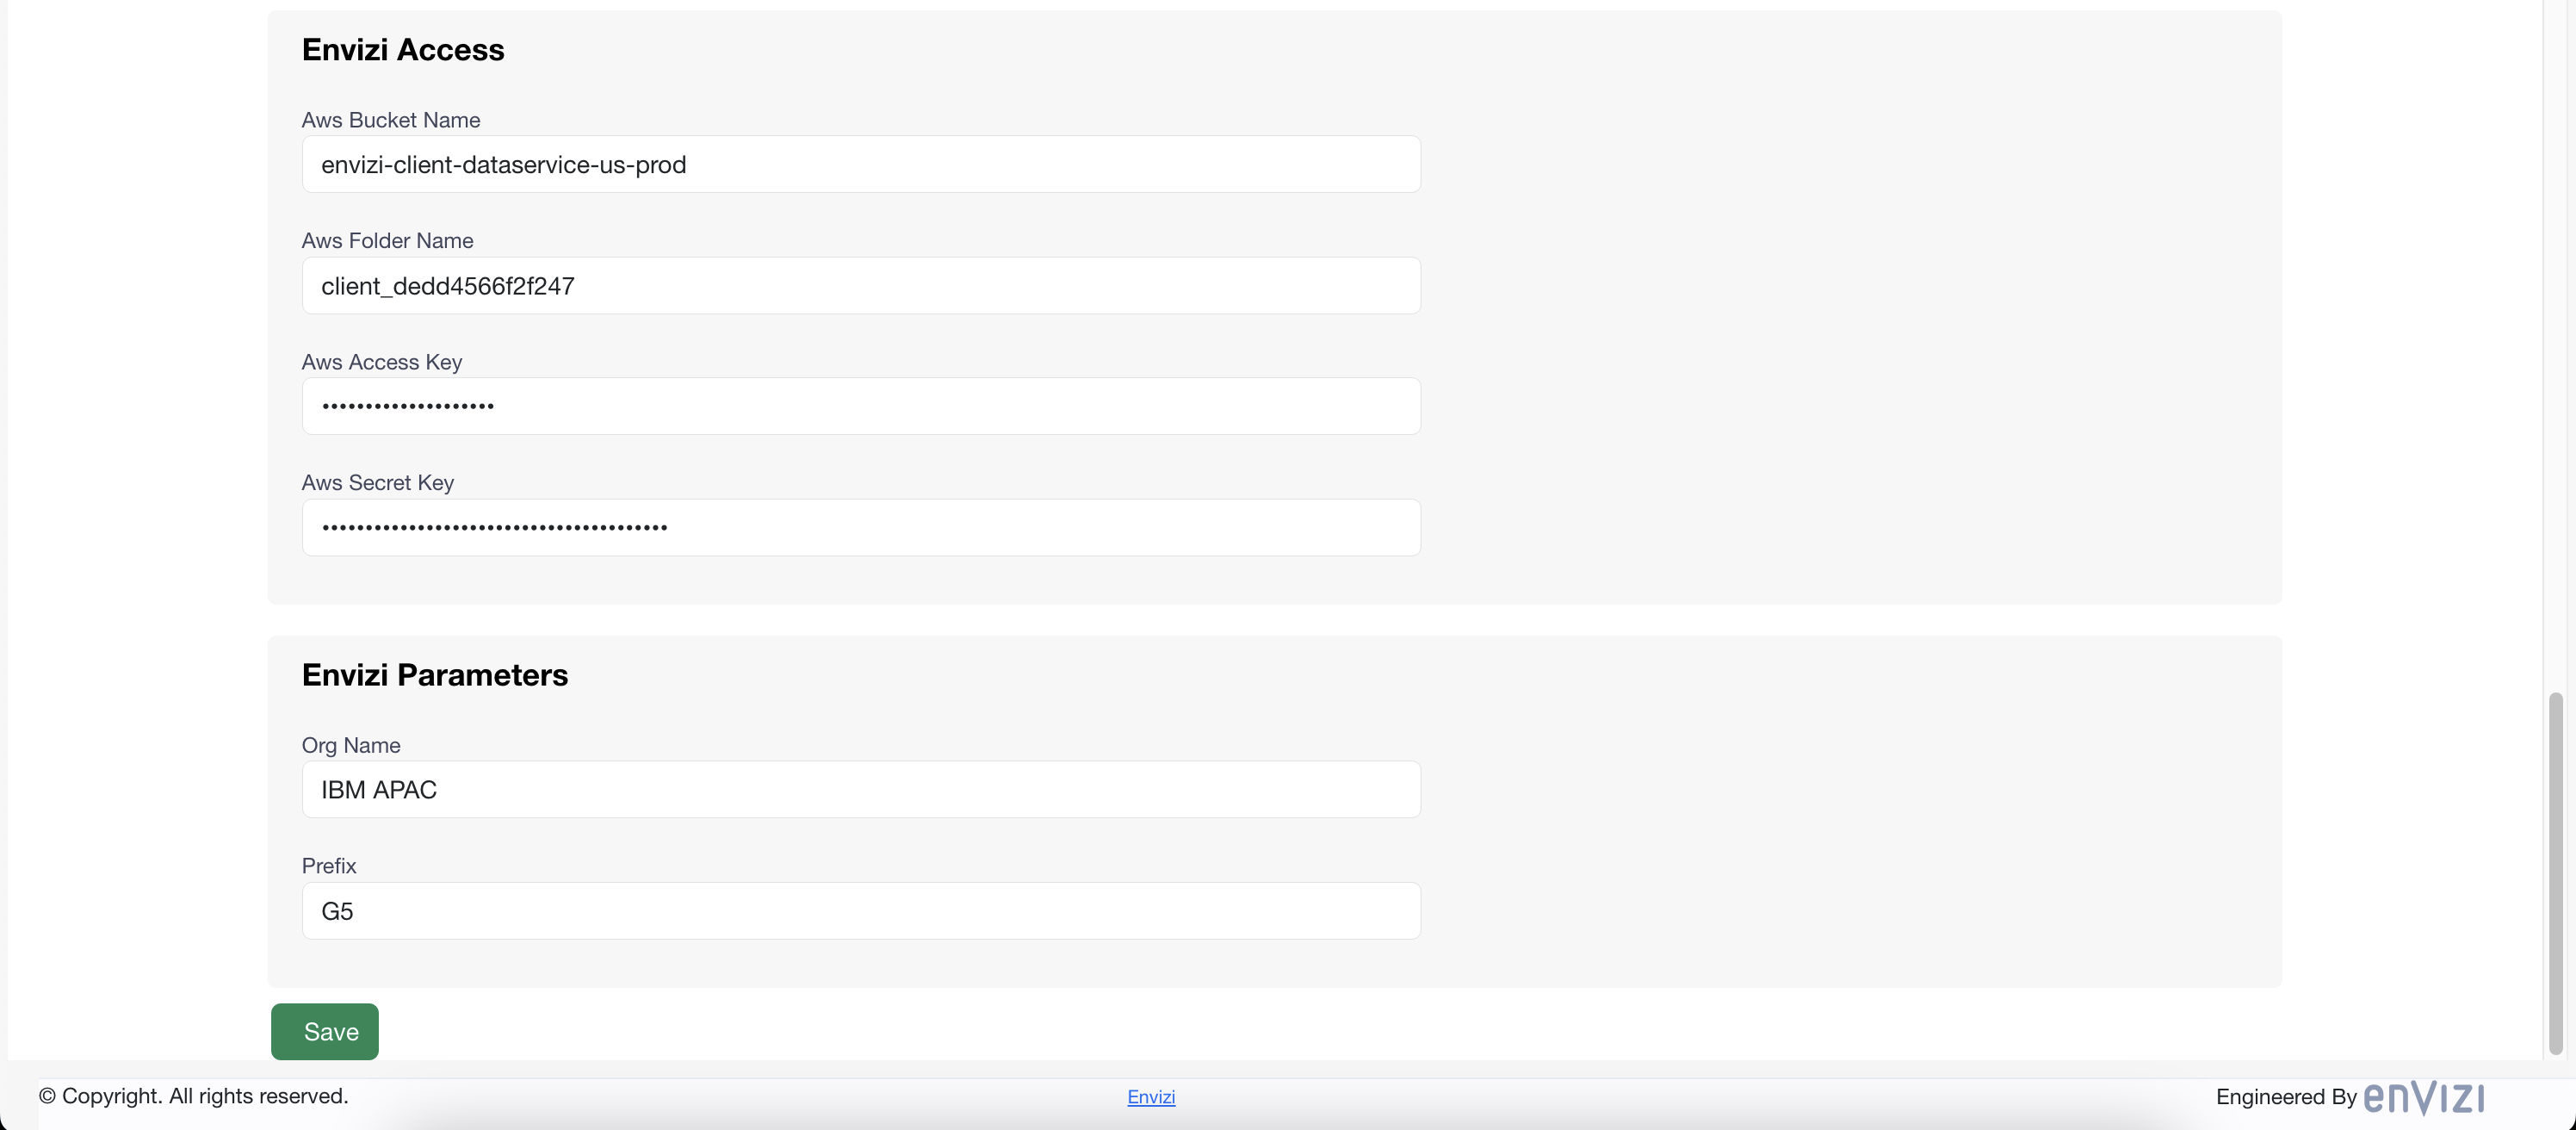 Envizi Access
Aws Bucket Name
envizi-client-dataservice-us-prod
Aws Folder Name
client_dedd4566f2f247
Aws Access Key
••••••••••••••••••••
Aws Secret Key
••••••••••••••••••••••••••••••••••••••••
Envizi Parameters
Org Name
IBM APAC
Prefix
G5
Save
© Copyright. All rights reserved.
Envizi
Engineered By enVizi